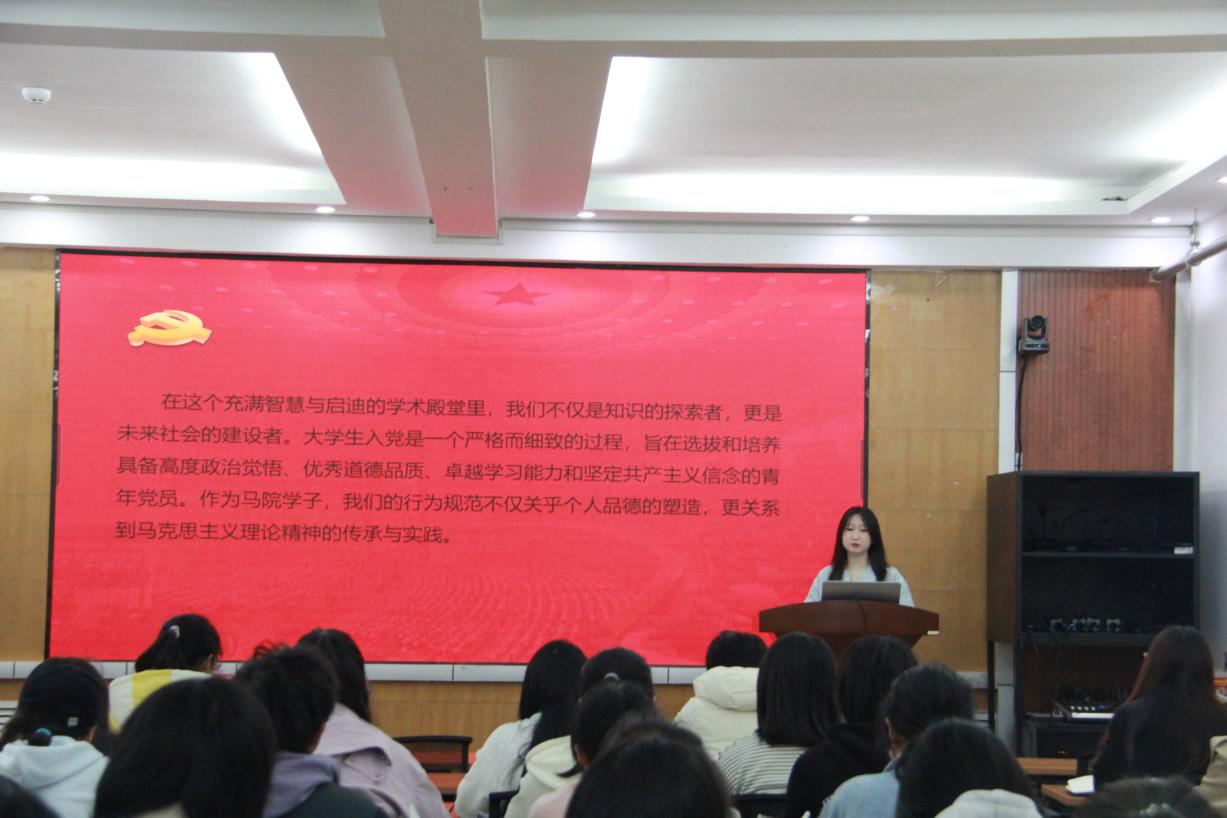 在这个充满智慧与启迪的学术殿堂里，我们不仅是知识的探索者，更是
未来社会的建设者。大学生入党是一个严格而细致的过程，旨在选拔和培养
具备高度政治觉悟、优秀道德品质、卓越学习能力和坚定共产主义信念的青
年党员。作为马院学子，我们的行为规范不仅关乎个人品德的塑造，更关系
到马克思主义理论精神的传承与实践。